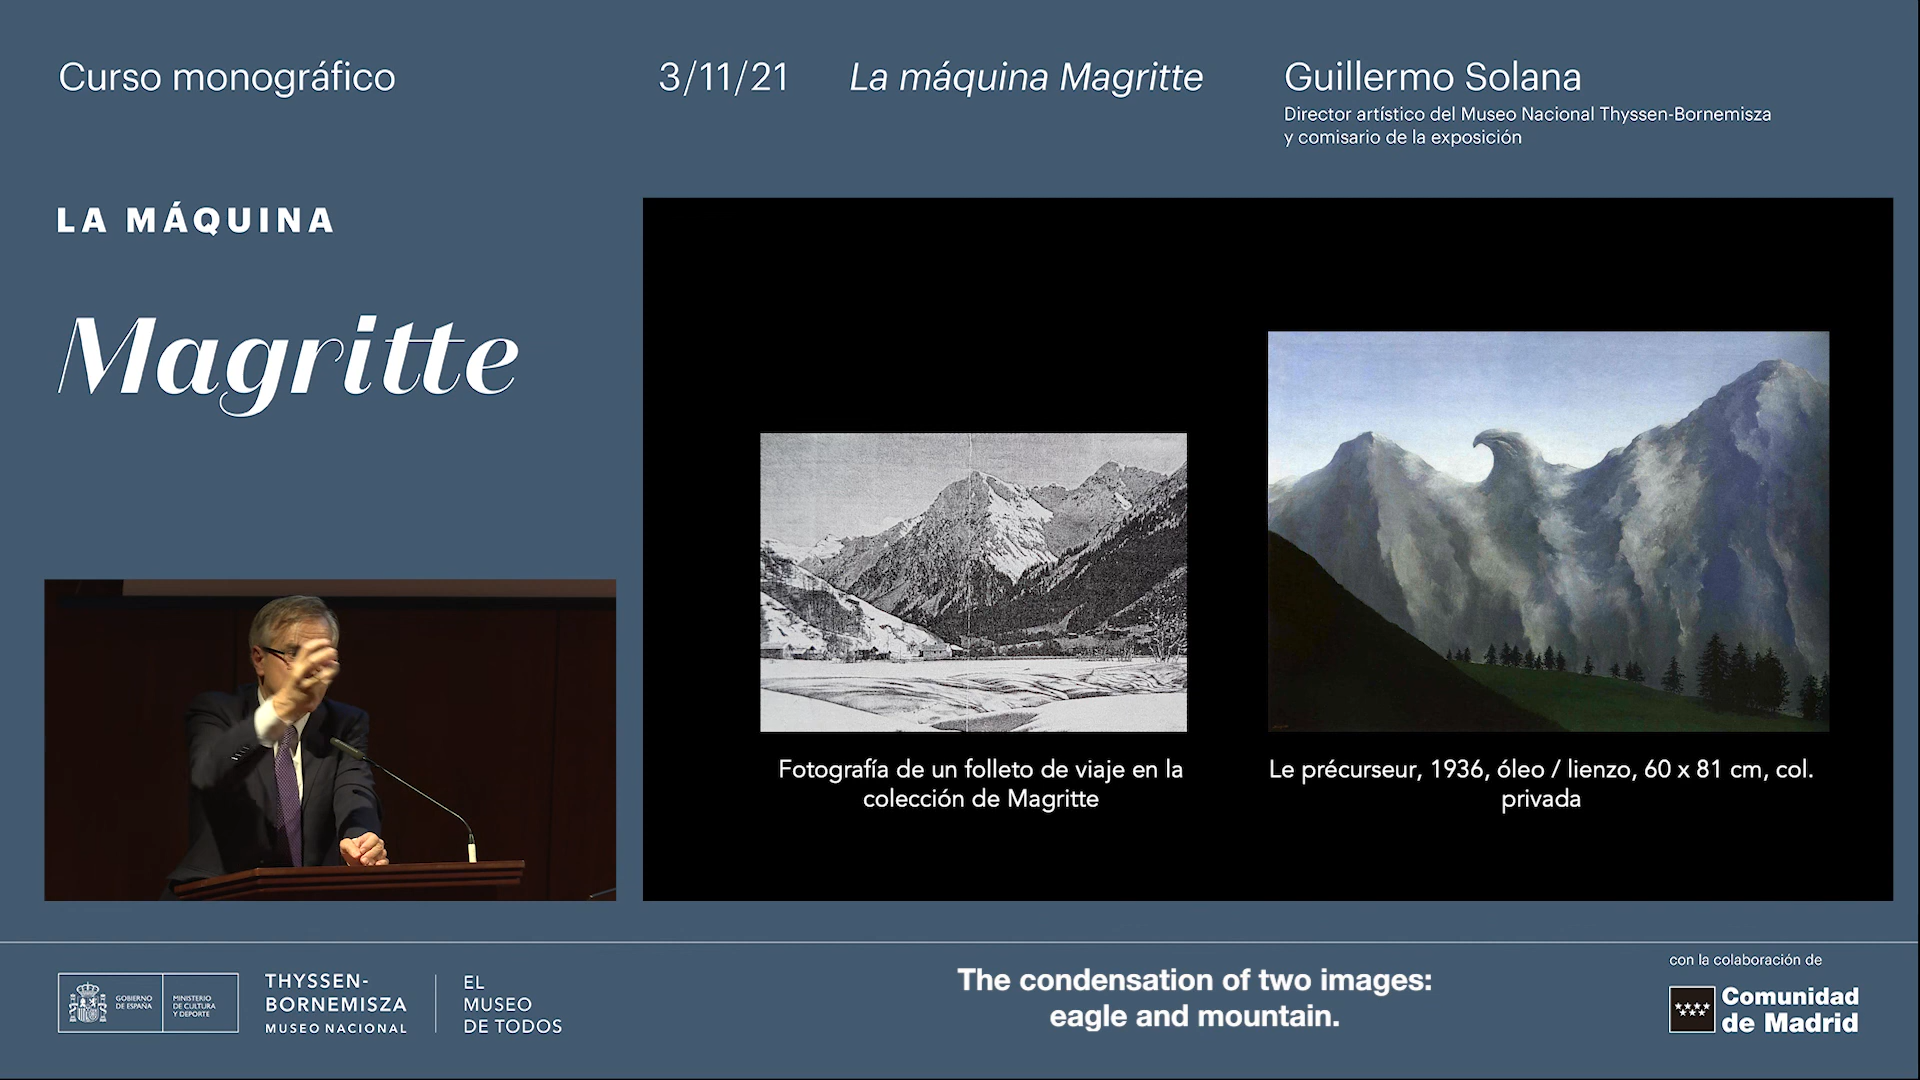 Curso monográfico
3/11/21
La máquina Magritte
Guillermo Solana
Director artístico del Museo Nacional Thyssen-Bornemisza
y comisario de la exposición
LA MÁQUINA
Magritte
Fotografía de un folleto de viaje en la
colección de Magritte
Le précurseur, 1936, óleo / lienzo, 60 x 81 cm, col.
privada
GOBIERNO
DE ESPAÑA
MINISTERIO
DE CULTURA
Y DEPORTE
THYSSEN-
BORNEMISZA
MUSEO NACIONAL
EL
MUSEO
DE TODOS
The condensation of two images:
eagle and mountain.
con la colaboración de
Comunidad
de Madrid